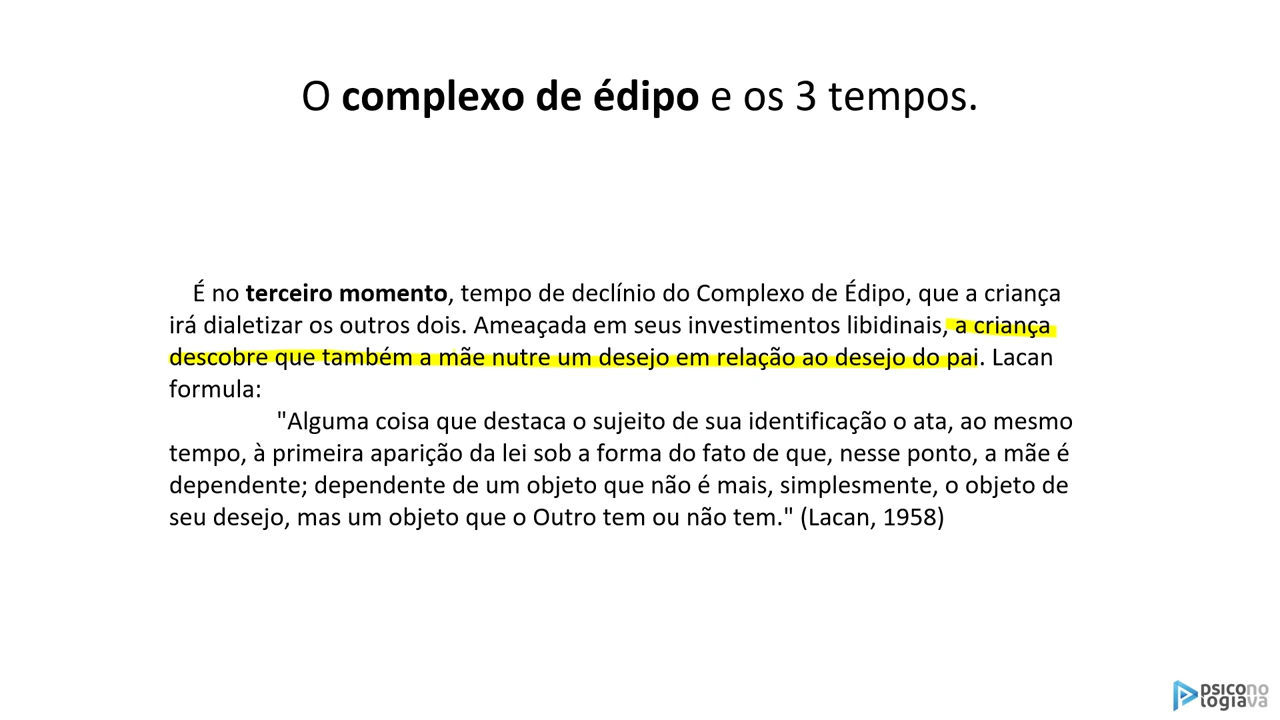 O complexo de édipo e os 3 tempos.
É no terceiro momento, tempo de declínio do Complexo de Édipo, que a criança
irá dialetizar os outros dois. Ameaçada em seus investimentos libidinais, a criança
descobre que também a mãe nutre um desejo em relação ao desejo do pai. Lacan
formula:
"Alguma coisa que destaca o sujeito de sua identificação o ata, ao mesmo
tempo, à primeira aparição da lei sob a forma do fato de que, nesse ponto, a mãe é
dependente; dependente de um objeto que não é mais, simplesmente, o objeto de
seu desejo, mas um objeto que o Outro tem ou não tem." (Lacan, 1958)
psicono
logiava